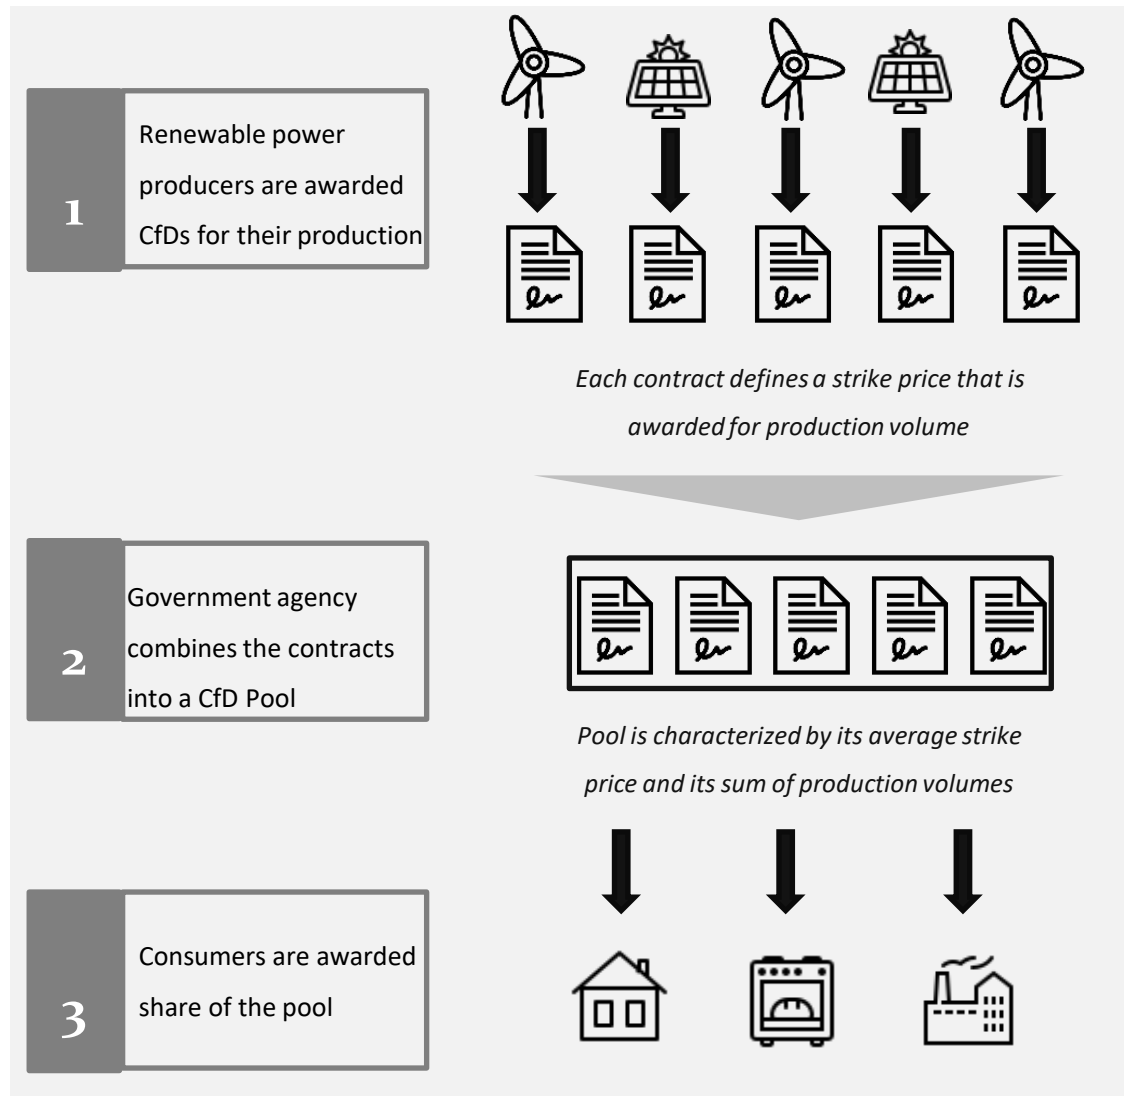 1
Renewable power
producers are awarded
CfDs for their production
Each contract defines a strike price that is
awarded for production volume
2
Government agency
combines the contracts
into a CfD Pool
Pool is characterized by its average strike
price and its sum of production volumes
3
Consumers are awarded
share of the pool